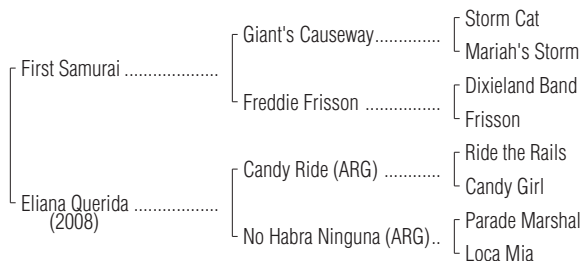 Storm Cat
Giant's Causeway..............
Mariah's Storm
First Samurai ....................
Dixieland Band
Freddie Frisson ................
Frisson
Ride the Rails
Candy Ride (ARG) ............
Candy Girl
Eliana Querida ..................
(2008)
Parade Marshal
No Habra Ninguna (ARG)..
Loca Mia